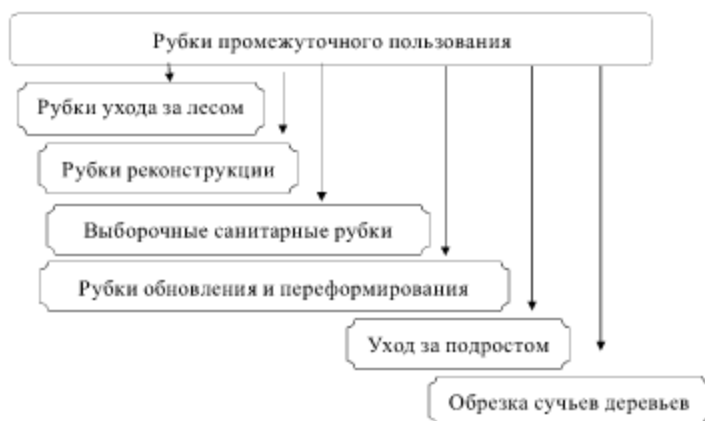 Рубки промежуточного пользования
Рубки ухода за лесом
Рубки реконструкции
Выборочные санитарные рубки
Рубки обновления и переформирования
Уход за подростом
Обрезка сучьев деревьев